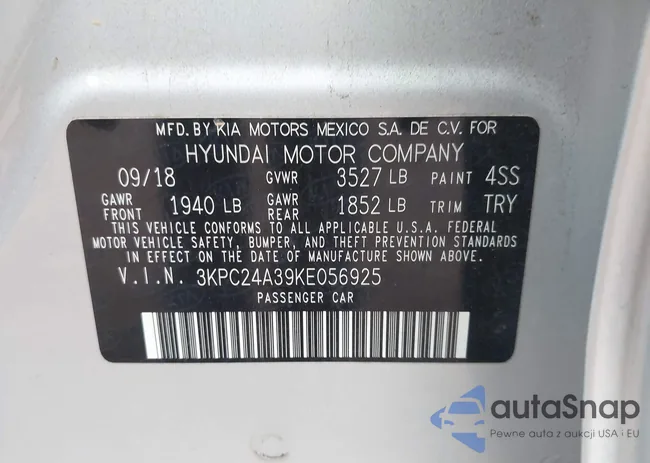 MFD. BY KIA MOTORS MEXICO S.A. DE C.V. FOR
HYUNDAI MOTOR COMPANY
09/18 GVWR 3527 LB PAINT 4SS
GAWR FRONT 1940 LB GAWR REAR 1852 LB TRIM TRY
THIS VEHICLE CONFORMS TO ALL APPLICABLE U.S.A. FEDERAL
MOTOR VEHICLE SAFETY, BUMPER, AND THEFT PREVENTION STANDARDS
IN EFFECT ON THE DATE OF MANUFACTURE SHOWN ABOVE.
V.I.N. 3KPC24A39KE056925
PASSENGER CAR
autaSnap
Pewne auta z aukcji USA i EU